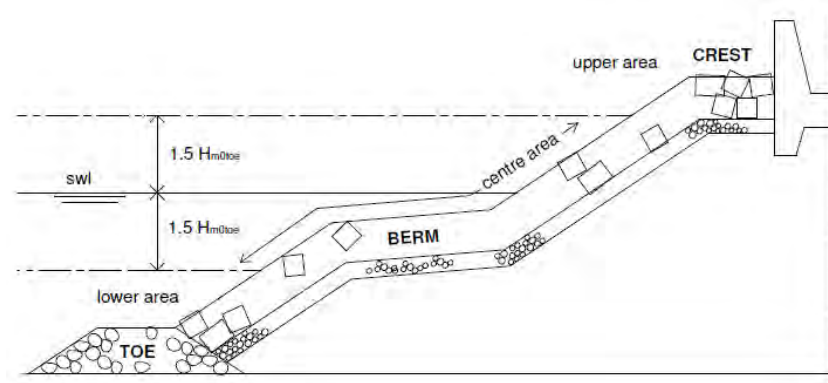 CREST
upper area
1.5 Hm0toe
centre area
swl
1.5 Hm0toe
BERM
lower area
TOE